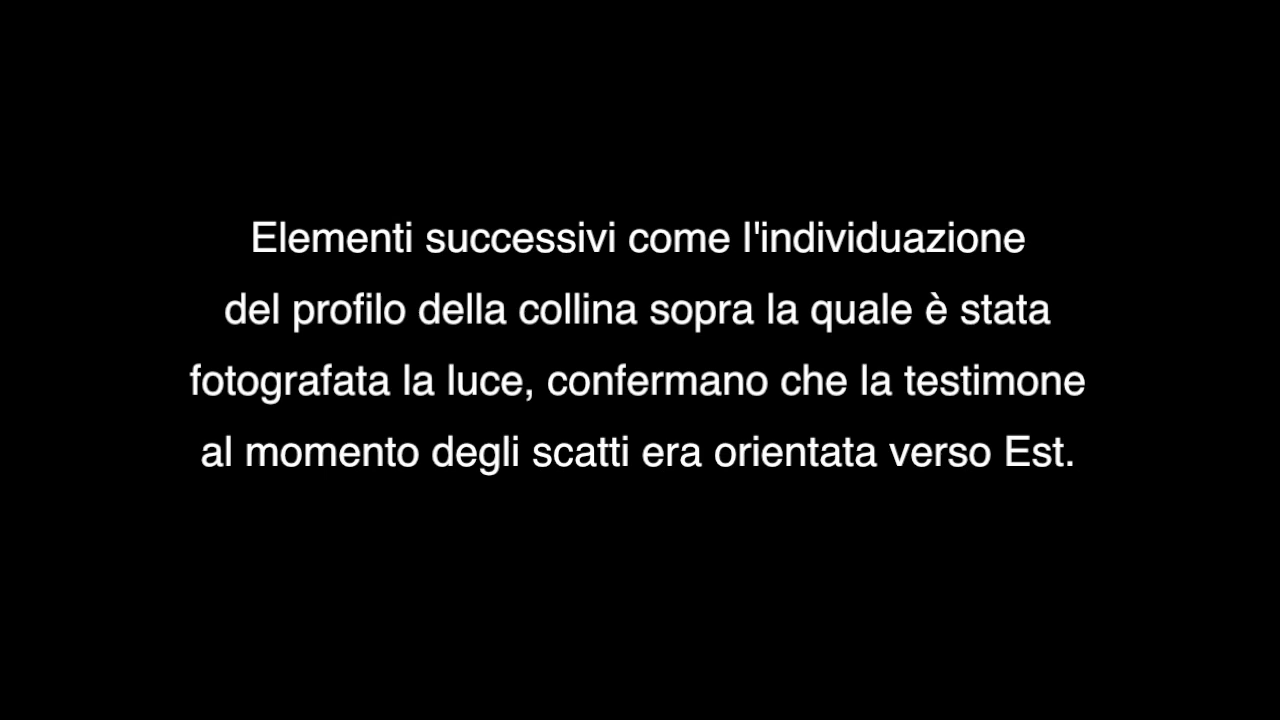 Elementi successivi come l'individuazione
del profilo della collina sopra la quale è stata
fotografata la luce, confermano che la testimone
al momento degli scatti era orientata verso Est.